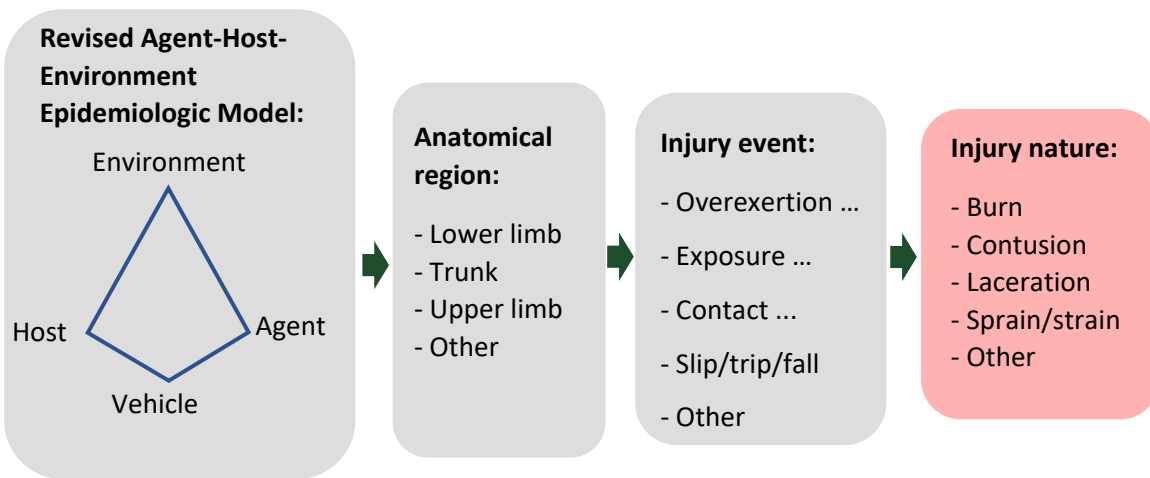 Revised Agent-Host-
Environment
Epidemiologic Model:
Environment
Host
Agent
Vehicle
Anatomical
region:
- Lower limb
- Trunk
- Upper limb
- Other
Injury event:
- Overexertion ...
- Exposure ...
- Contact ...
- Slip/trip/fall
- Other
Injury nature:
- Burn
- Contusion
- Laceration
- Sprain/strain
- Other